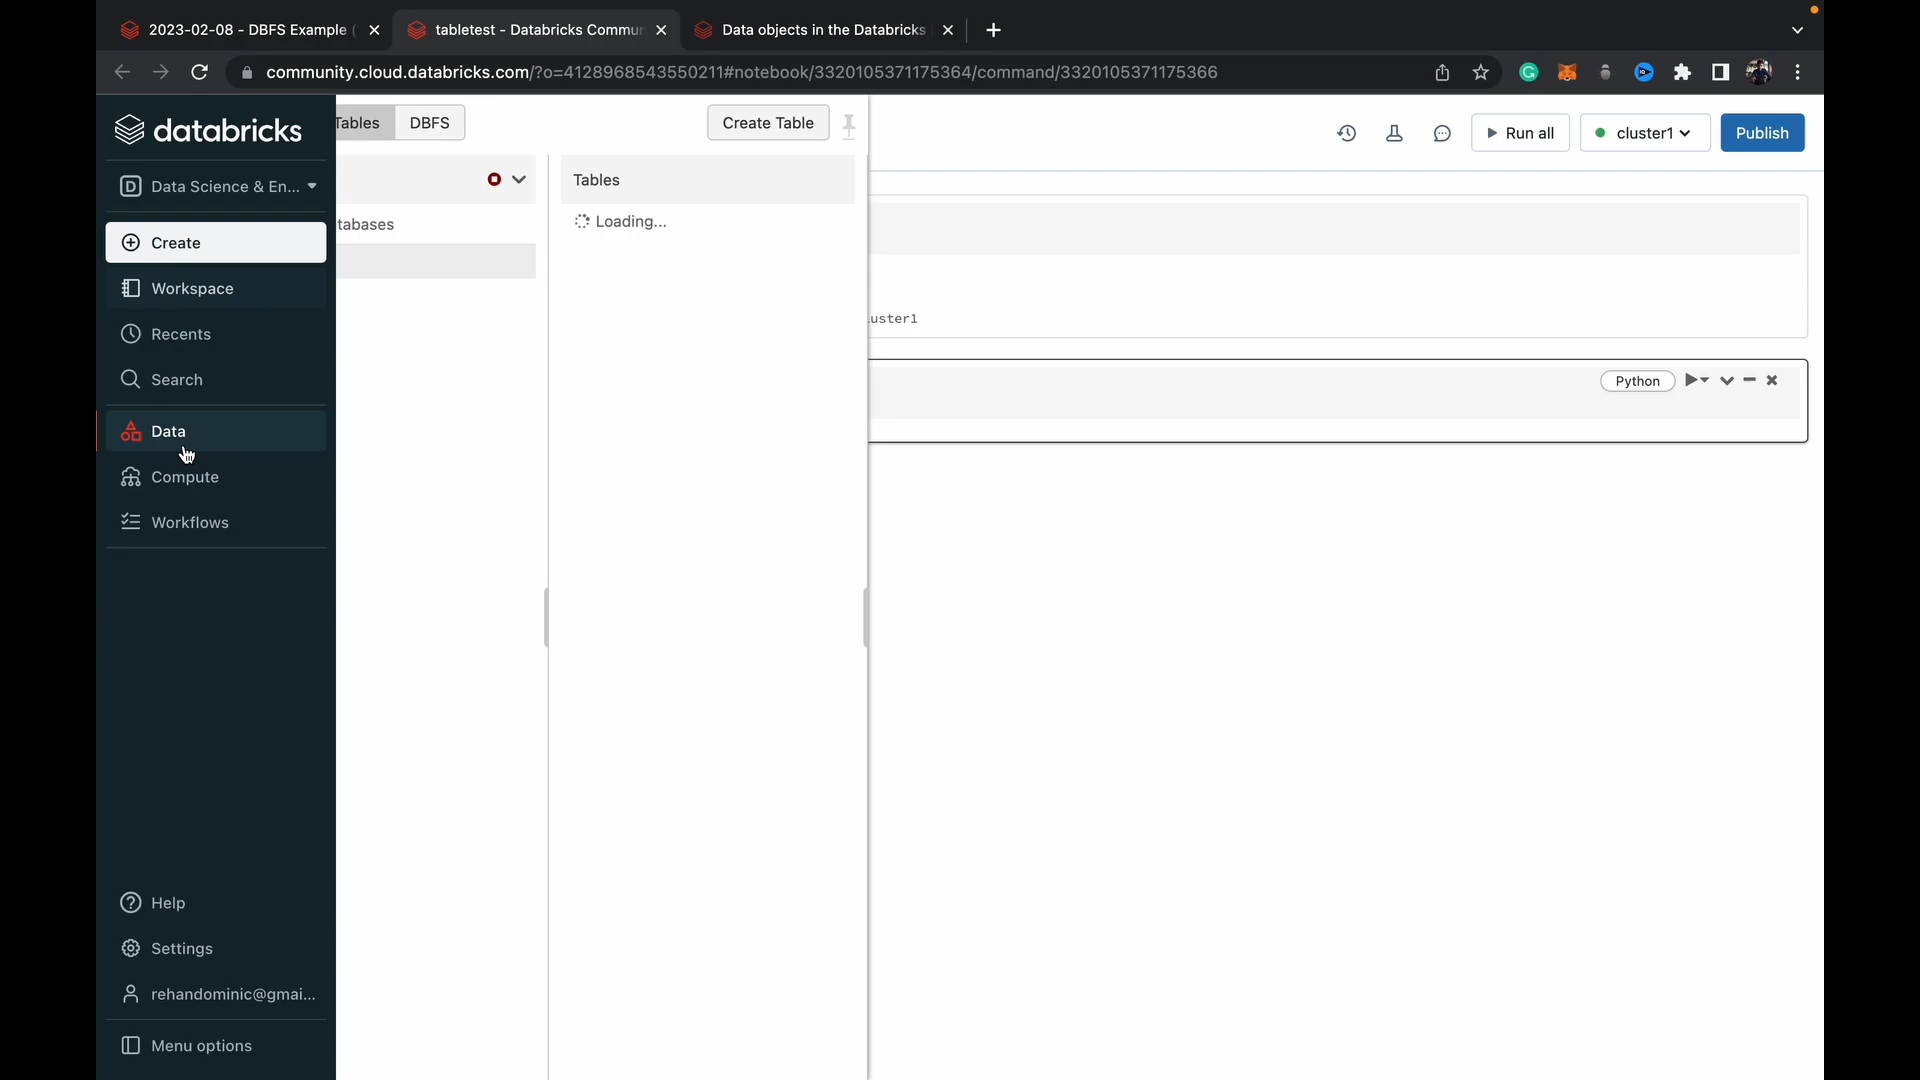 2023-02-08 - DBFS Example (
tabletest - Databricks Commun
Data objects in the Databricks
community.cloud.databricks.com/?o=4128968543550211#notebook/3320105371175364/command/3320105371175366
databricks
Tables
DBFS
Create Table
Run all
cluster1
Publish
D
Data Science & En...
Tables
Create
tabases
Loading...
Workspace
Recents
luster1
Search
Python
Data
Compute
Workflows
Help
Settings
rehandominic@gmai...
Menu options